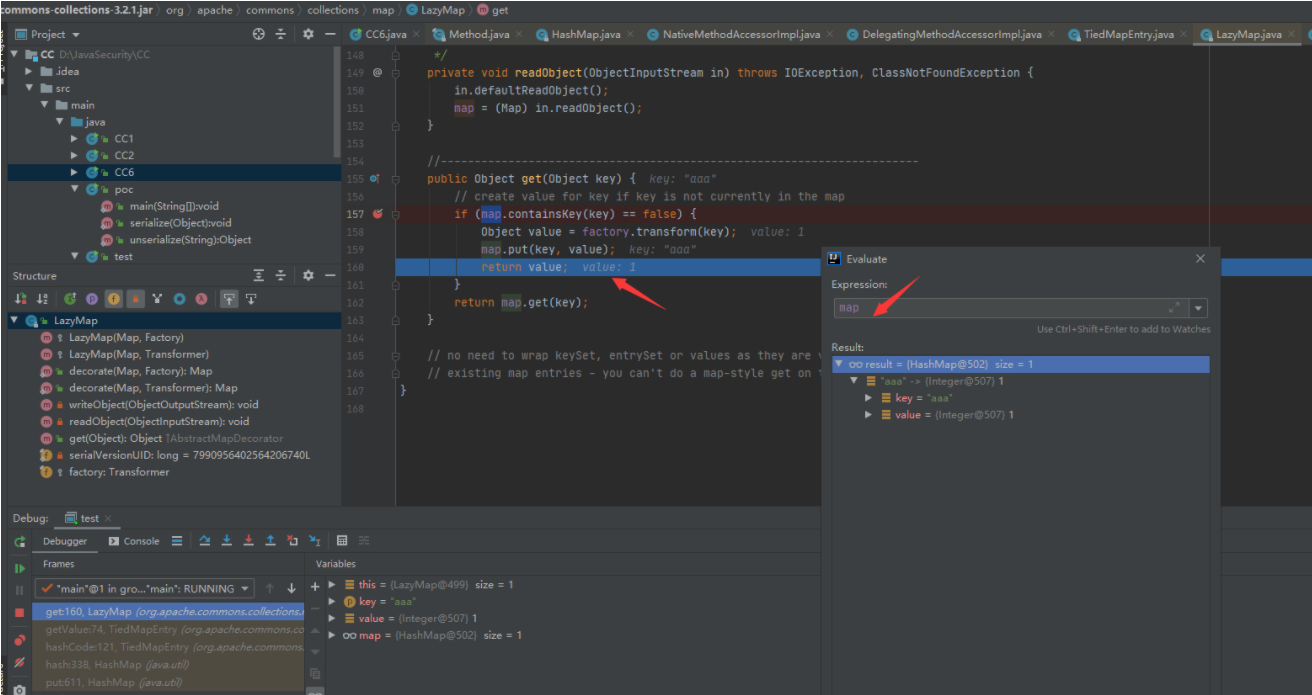 commons-collections-3.2.1.jar org apache commons collections map LazyMap get
Project
CC6.java Method.java HashMap.java NativeMethodAccessorImpl.java DelegatingMethodAccessorImpl.java TiedMapEntry.java LazyMap.java
CC D:\JavaSecurity\CC
.idea
src
main
java
CC1
CC2
CC6
poc
main(String[]):void
serialize(Object):void
unserialize(String):Object
test
148 */
149 @ private void readObject(ObjectInputStream in) throws IOException, ClassNotFoundException {
150 in.defaultReadObject();
151 map = (Map) in.readObject();
152 }
153
154 //-----------------------------------------------------------------------
155 public Object get(Object key) { key: "aaa"
156 // create value for key if key is not currently in the map
157 if (map.containsKey(key) == false) {
158 Object value = factory.transform(key); value: 1
159 map.put(key, value); key: "aaa"
160 return value; value: 1
161 }
162 return map.get(key);
163 }
164
165 // no need to wrap keySet, entrySet or values as they are
166 // existing map entries - you can't do a map-style get on
167 }
168
Structure
LazyMap
LazyMap(Map, Factory)
LazyMap(Map, Transformer)
decorate(Map, Factory): Map
decorate(Map, Transformer): Map
writeObject(ObjectOutputStream): void
readObject(ObjectInputStream): void
get(Object): Object ↑AbstractMapDecorator
serialVersionUID: long = 7990956402564206740L
factory: Transformer
Evaluate
Expression:
map
Use Ctrl+Shift+Enter to add to Watches
Result:
result = {HashMap@502} size = 1
"aaa" -> {Integer@507} 1
key = "aaa"
value = {Integer@507} 1
Debug: test
Debugger Console
Frames
Variables
"main"@1 in gro..."main": RUNNING
get:160, LazyMap (org.apache.commons.collections.
getValue:74, TiedMapEntry (org.apache.commons.co
hashCode:121, TiedMapEntry (org.apache.commons.
hash:338, HashMap (java.util)
put:611, HashMap (java.util)
this = {LazyMap@499} size = 1
key = "aaa"
value = {Integer@507} 1
map = {HashMap@502} size = 1